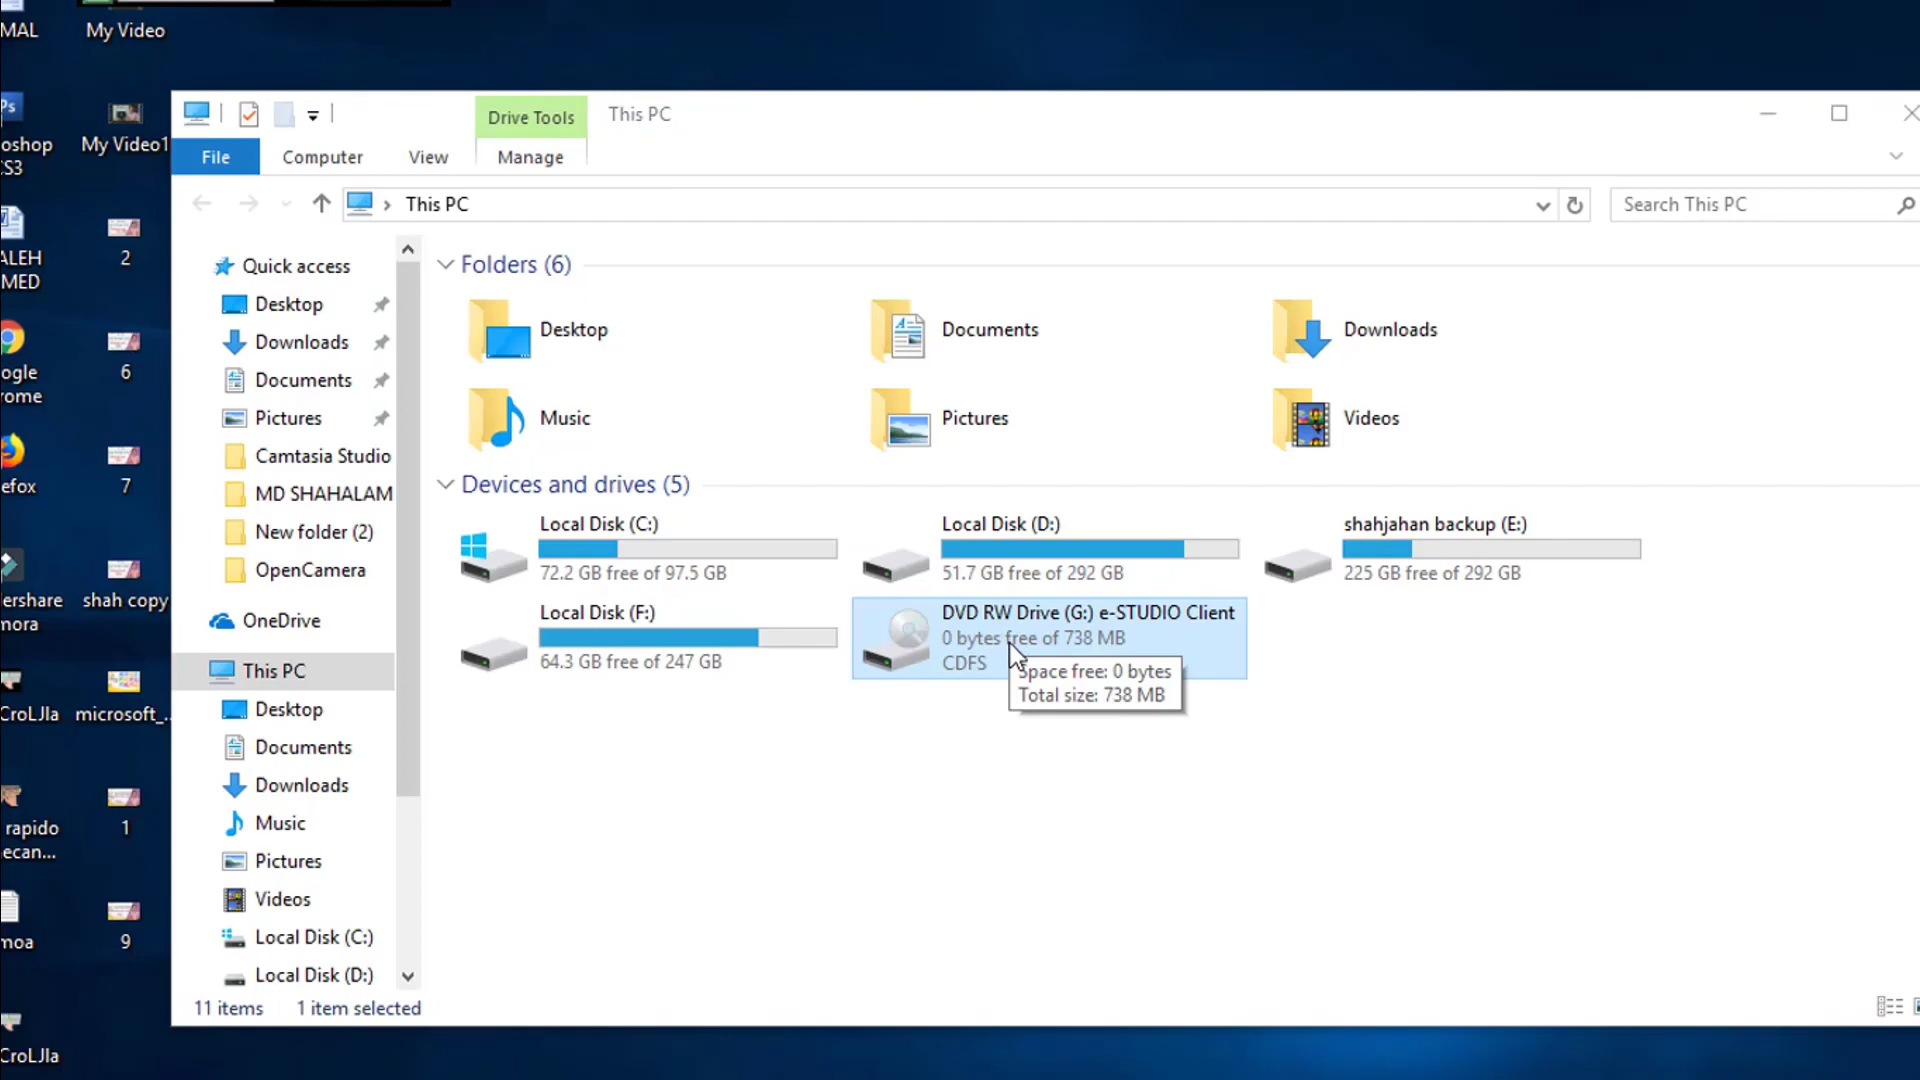 MAL
My Video
Ps
oshop
CS3
My Video1
ALEH
MED
2
ogle
rome
6
efox
7
ershare
mora
shah copy
CroLJla
microsoft_...
rapido
ecan...
1
moa
9
CroLJla
Drive Tools
This PC
File
Computer
View
Manage
This PC
Search This PC
Quick access
Desktop
Downloads
Documents
Pictures
Camtasia Studio
MD SHAHALAM
New folder (2)
OpenCamera
OneDrive
This PC
Desktop
Documents
Downloads
Music
Pictures
Videos
Local Disk (C:)
Local Disk (D:)
Folders (6)
Desktop
Documents
Downloads
Music
Pictures
Videos
Devices and drives (5)
Local Disk (C:)
72.2 GB free of 97.5 GB
Local Disk (D:)
51.7 GB free of 292 GB
shahjahan backup (E:)
225 GB free of 292 GB
Local Disk (F:)
64.3 GB free of 247 GB
DVD RW Drive (G:) e-STUDIO Client
0 bytes free of 738 MB
CDFS
Space free: 0 bytes
Total size: 738 MB
11 items
1 item selected